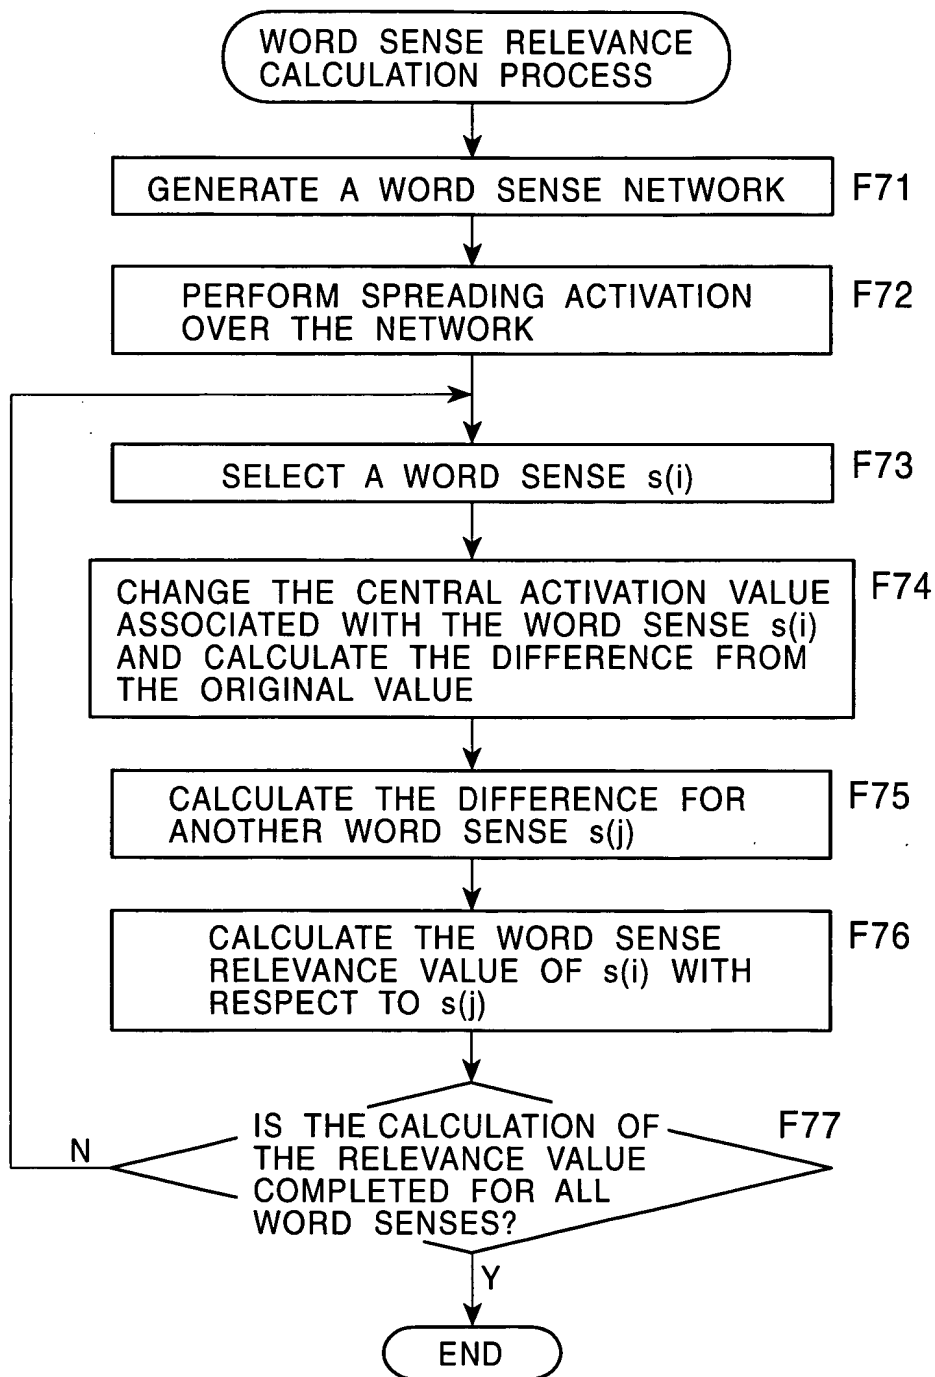 WORD SENSE RELEVANCE
CALCULATION PROCESS
GENERATE A WORD SENSE NETWORK
F71
PERFORM SPREADING ACTIVATION
OVER THE NETWORK
F72
SELECT A WORD SENSE s(i)
F73
CHANGE THE CENTRAL ACTIVATION VALUE
ASSOCIATED WITH THE WORD SENSE s(i)
AND CALCULATE THE DIFFERENCE FROM
THE ORIGINAL VALUE
F74
CALCULATE THE DIFFERENCE FOR
ANOTHER WORD SENSE s(j)
F75
CALCULATE THE WORD SENSE
RELEVANCE VALUE OF s(i) WITH
RESPECT TO s(j)
F76
IS THE CALCULATION OF
THE RELEVANCE VALUE
COMPLETED FOR ALL
WORD SENSES?
F77
N
Y
END